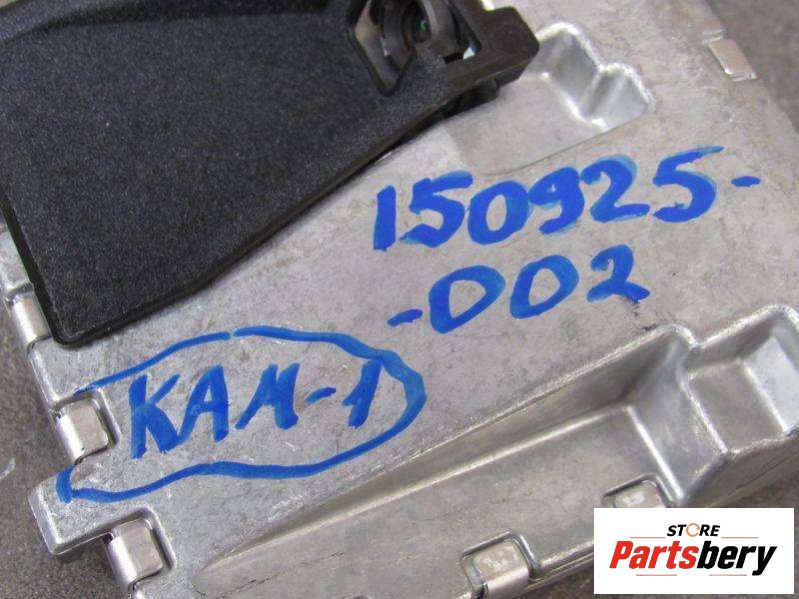 150925-
-002
КАМ-1
STORE
Partsbery